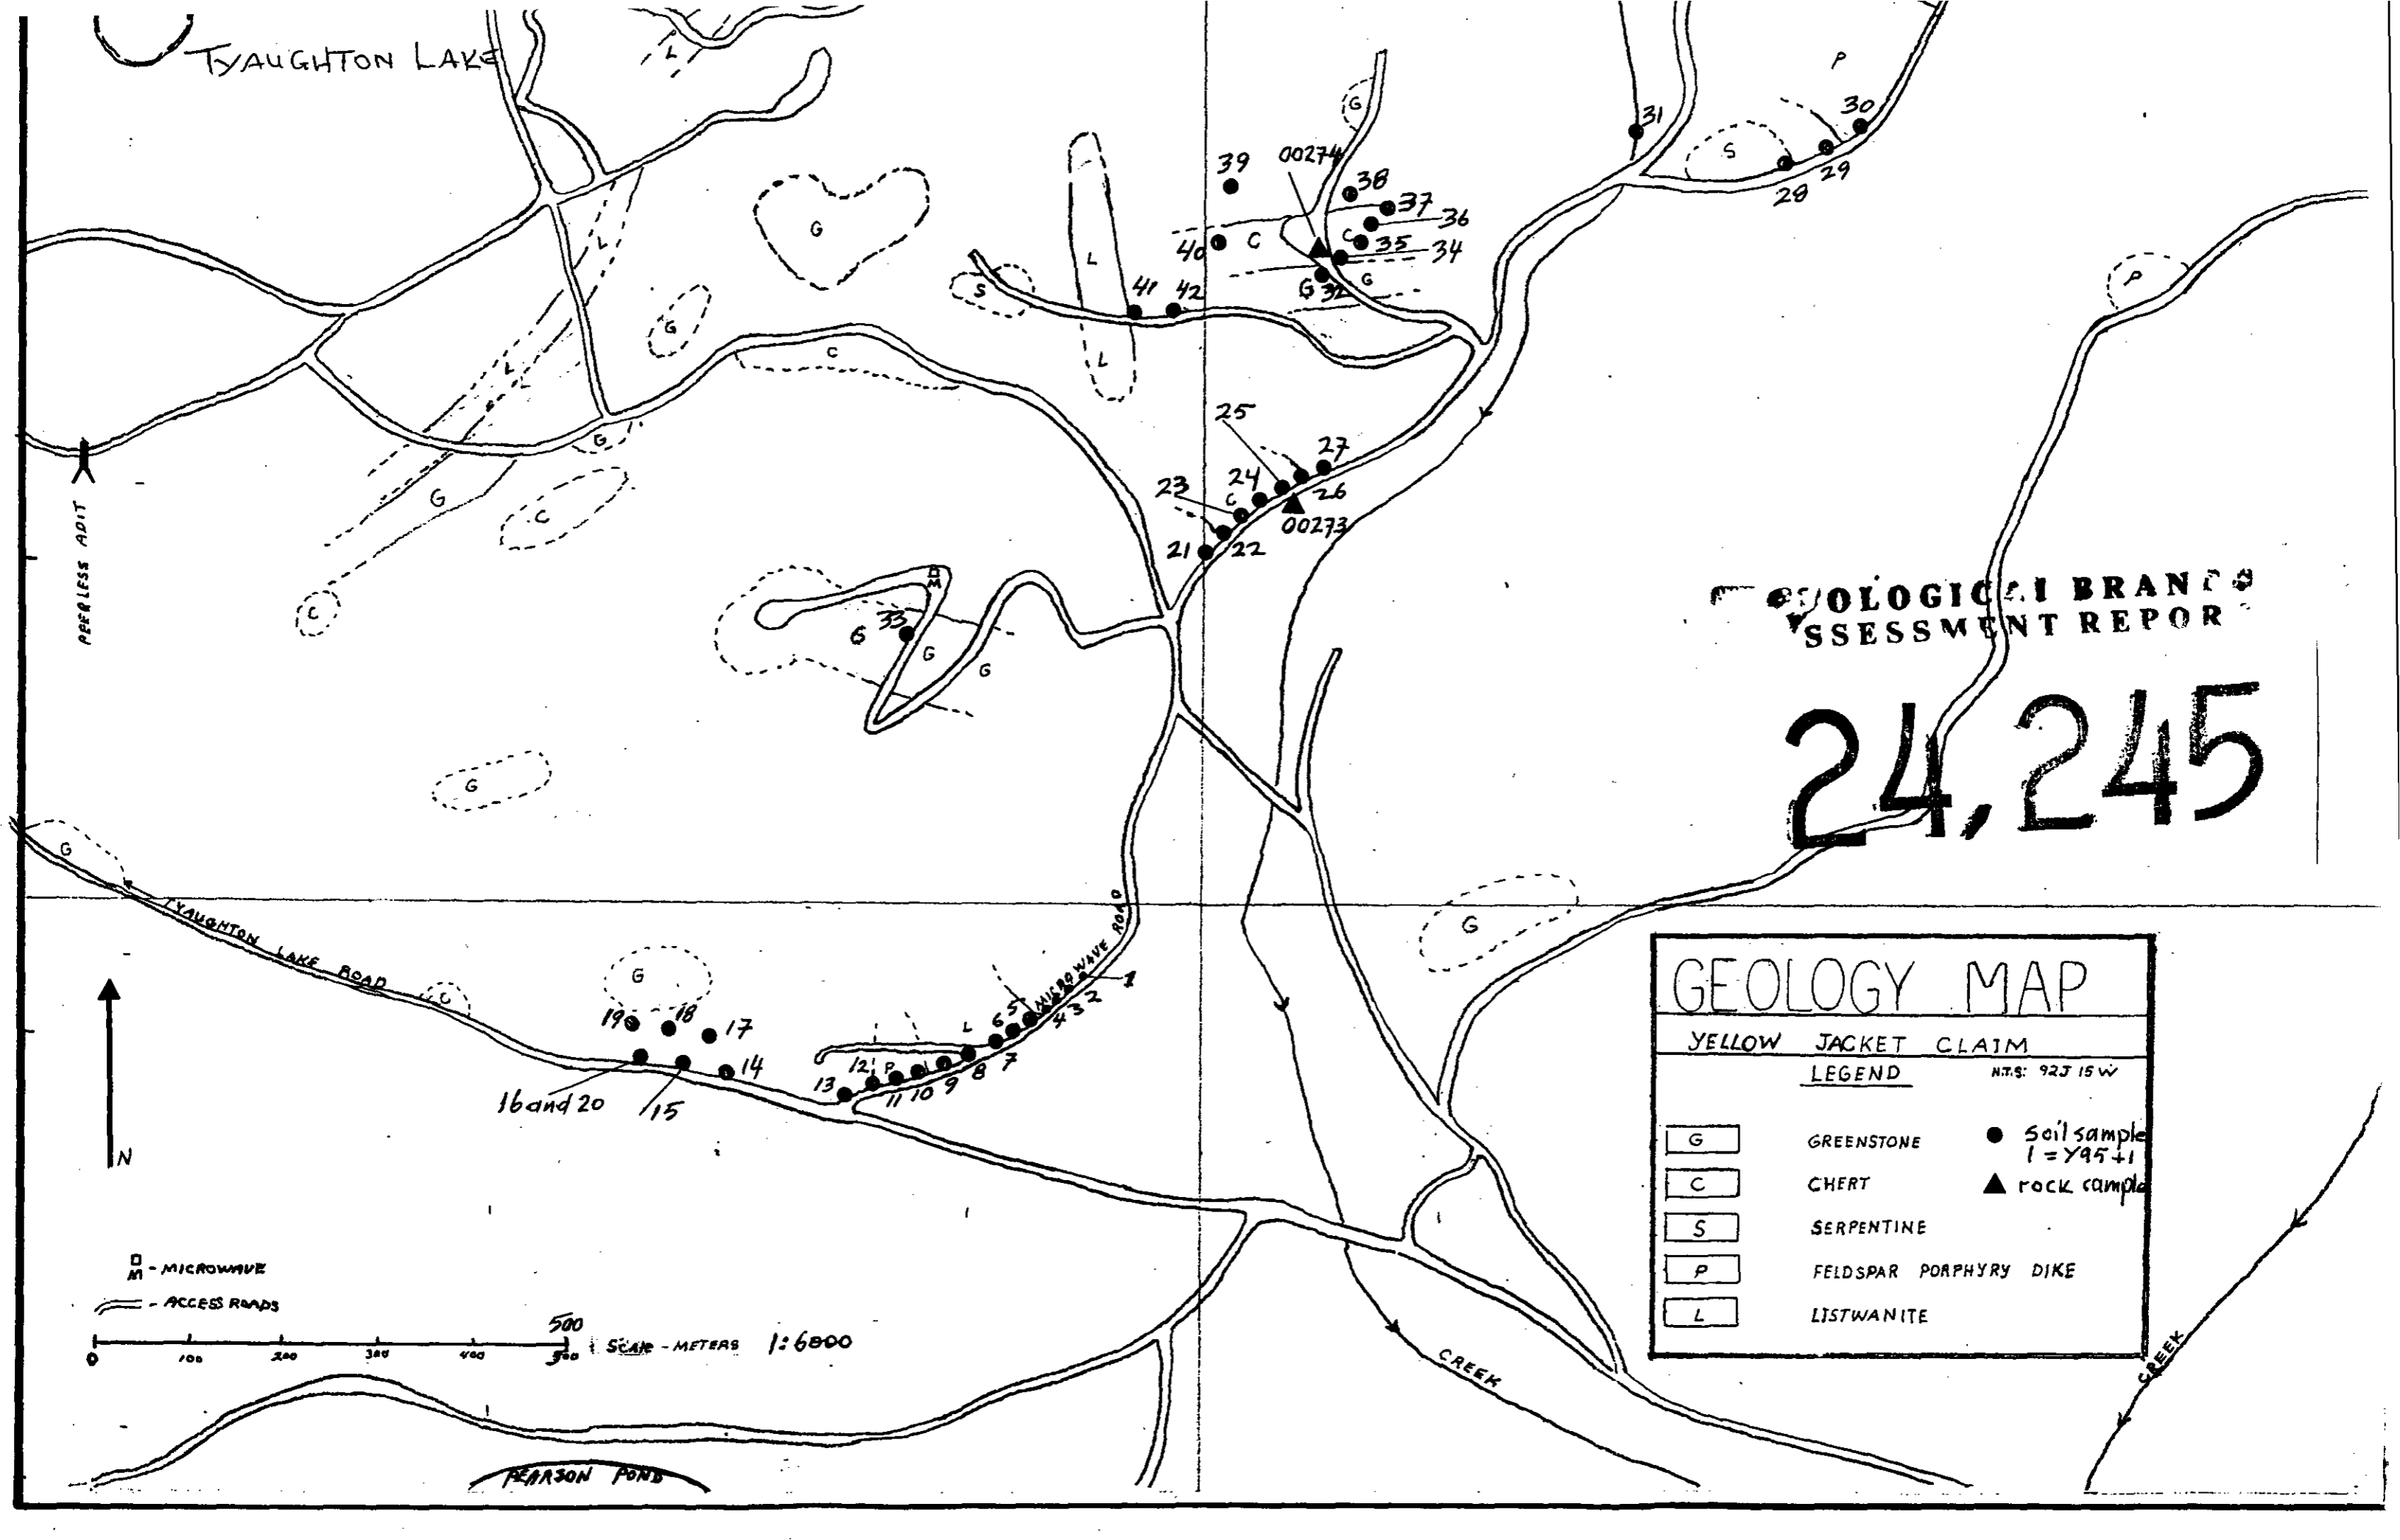 TYAUGHTON LAKE
L
P
G
31
30
S
29
28
39
00274
38
37
36
C
35
34
40
C
G
32
G
41
42
L
L
S
G
G
L
L
L
C
P
G
G
C
C
PEERLESS ADIT
25
27
24
23
C
26
00273
21
22
M
33
G
G
G
G
G
OLOGICAL BRAN
SSESSMENT REPOR
24,245
TYAUGHTON LAKE ROAD
C
G
19
18
17
14
16 and 20
15
MICROWAVE ROAD
1
2
3
4
5
6
7
8
9
10
11
12
13
L
P
G
N
GEOLOGY MAP
YELLOW JACKET CLAIM
LEGEND N.T.S: 92J 15W
G GREENSTONE ● Soil sample
1 = Y95+1
C CHERT ▲ rock sample
S SERPENTINE
P FELDSPAR PORPHYRY DIKE
L LISTWANITE
M - MICROWAVE
- ACCESS ROADS
500
0 100 200 300 400 500 Scale - METERS 1:6800
CREEK
CREEK
PEARSON POND